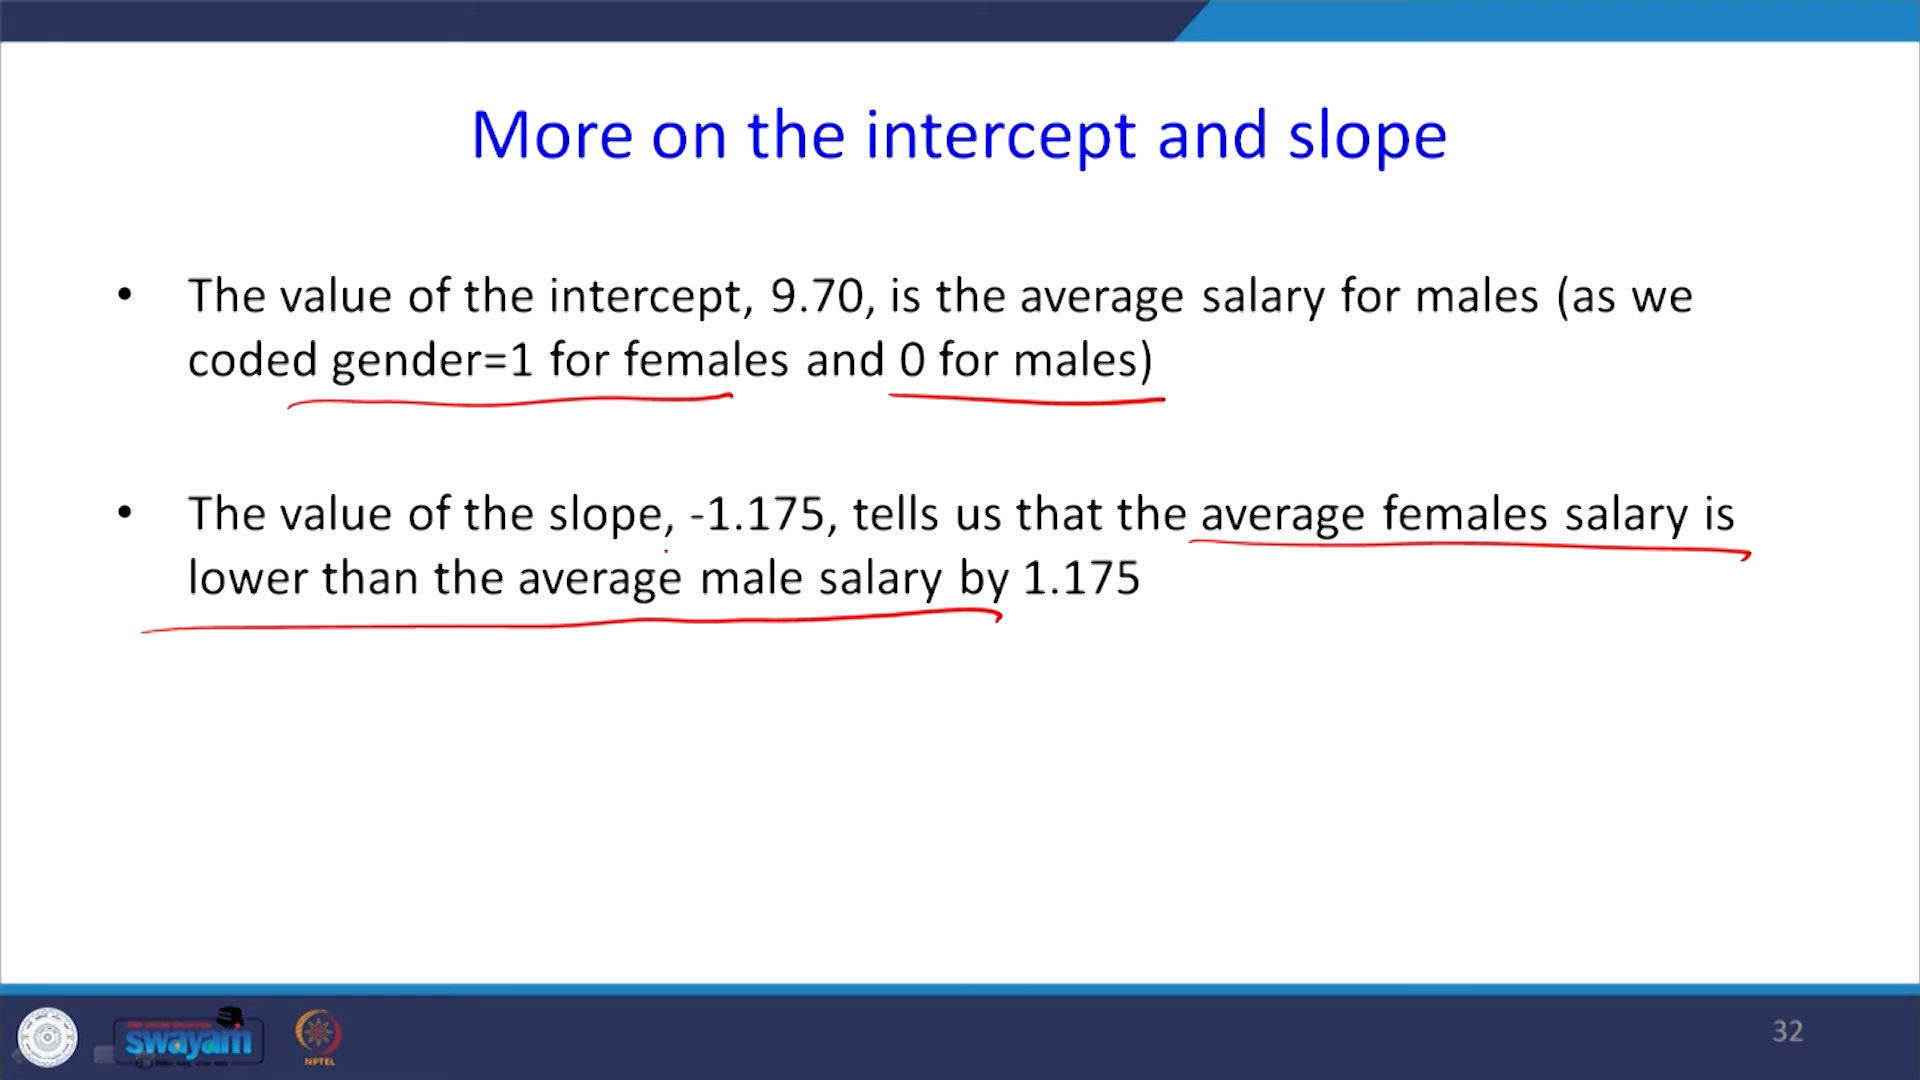 More on the intercept and slope
• The value of the intercept, 9.70, is the average salary for males (as we
coded gender=1 for females and 0 for males)
• The value of the slope, -1.175, tells us that the average females salary is
lower than the average male salary by 1.175
swayam
NPTEL
32